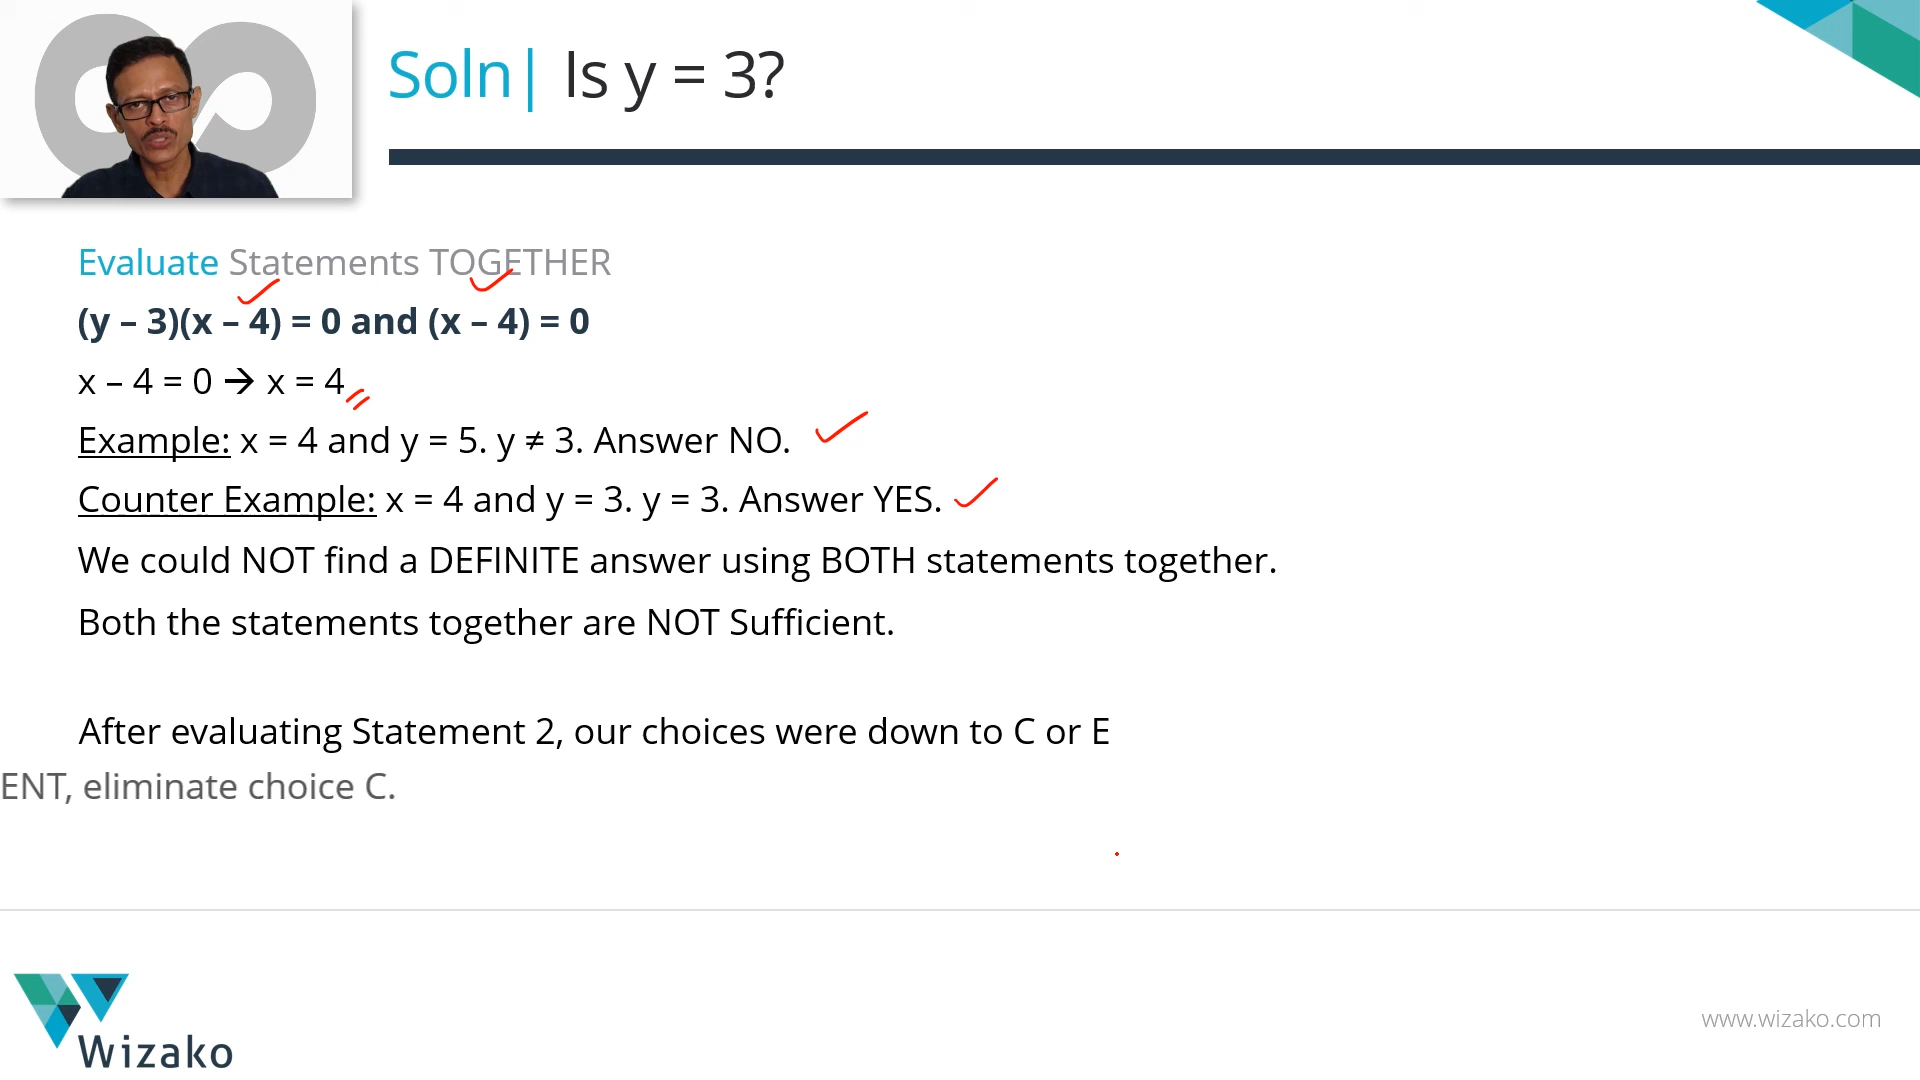 Soln| Is y = 3?
Evaluate Statements TOGETHER
(y – 3)(x – 4) = 0 and (x – 4) = 0
x – 4 = 0 → x = 4
Example: x = 4 and y = 5. y ≠ 3. Answer NO.
Counter Example: x = 4 and y = 3. y = 3. Answer YES.
We could NOT find a DEFINITE answer using BOTH statements together.
Both the statements together are NOT Sufficient.
After evaluating Statement 2, our choices were down to C or E
ENT, eliminate choice C.
Wizako
www.wizako.com